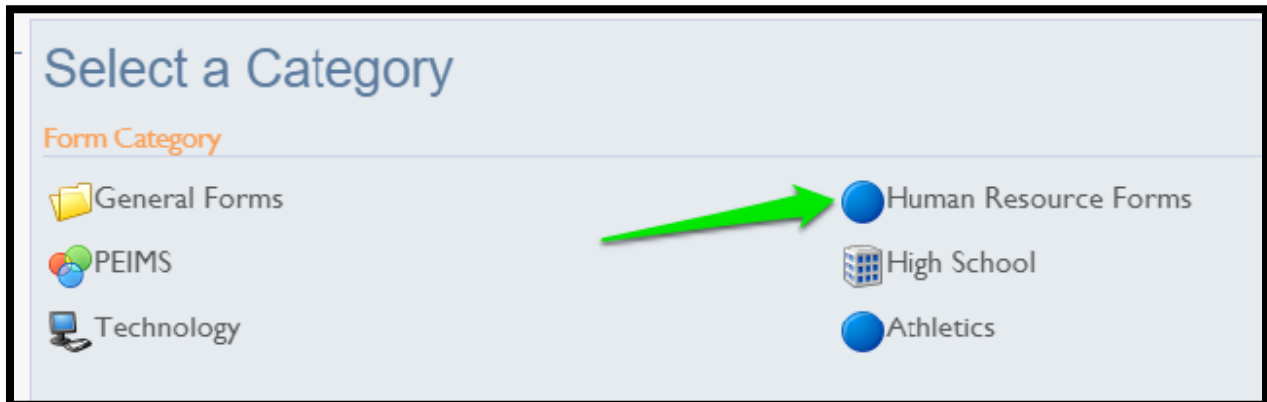 Select a Category
Form Category
General Forms
Human Resource Forms
PEIMS
High School
Technology
Athletics